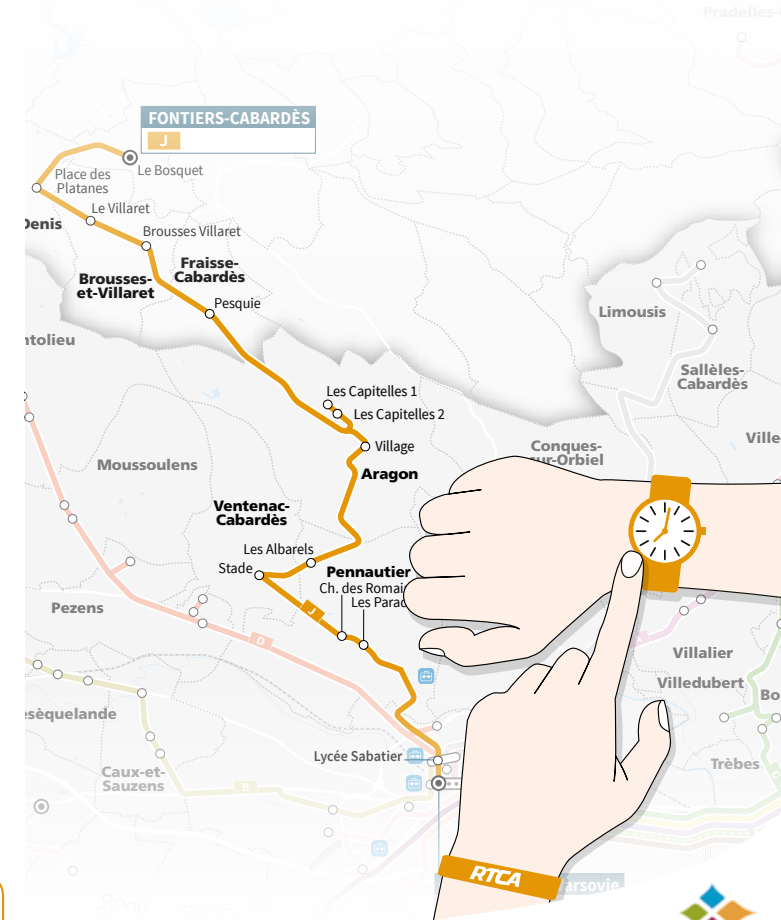 Pradelles-
FONTIERS-CABARDÈS
J
Le Bosquet
Place des
Platanes
Le Villaret
Denis
Brousses Villaret
Fraisse-
Cabardès
Brousses-
et-Villaret
Pesquie
Limousis
Sallèles-
Cabardès
Les Capitelles 1
Les Capitelles 2
Village
Aragon
Conques-
sur-Orbiel
Ville
Moussoulens
Ventenac-
Cabardès
Les Albarels
Stade
Pennautier
Ch. des Romai
Les Parad
J
Pezens
D
Villalier
Villedubert
Bo
Lycée Sabatier
Trèbes
Caux-et-
Sauzens
B
RTCA